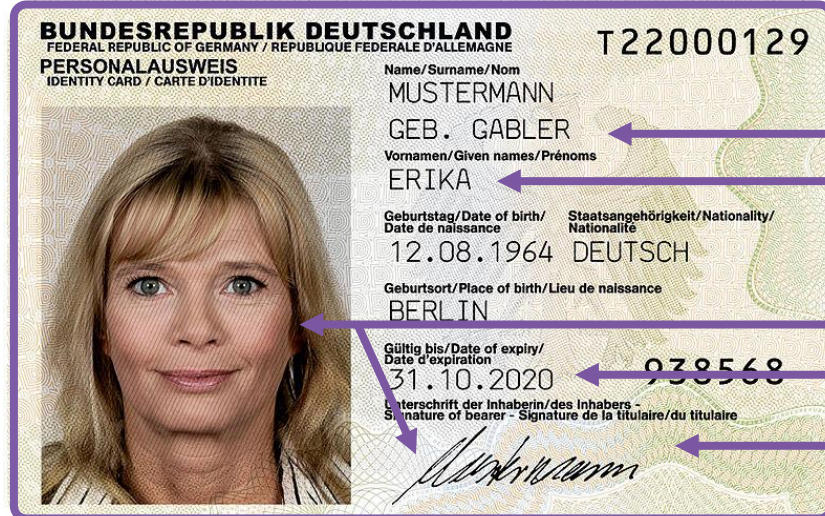 BUNDESREPUBLIK DEUTSCHLAND
FEDERAL REPUBLIC OF GERMANY / REPUBLIQUE FEDERALE D'ALLEMAGNE
PERSONALAUSWEIS
IDENTITY CARD / CARTE D'IDENTITE
T22000129
Name/Surname/Nom
MUSTERMANN
GEB. GABLER
Vornamen/Given names/Prénoms
ERIKA
Geburtstag/Date of birth/
Date de naissance
12.08.1964
Staatsangehörigkeit/Nationality/
Nationalité
DEUTSCH
Geburtsort/Place of birth/Lieu de naissance
BERLIN
Gültig bis/Date of expiry/
Date d'expiration
31.10.2020
938568
Unterschrift der Inhaberin/des Inhabers -
Signature of bearer - Signature de la titulaire/du titulaire
Mustermann